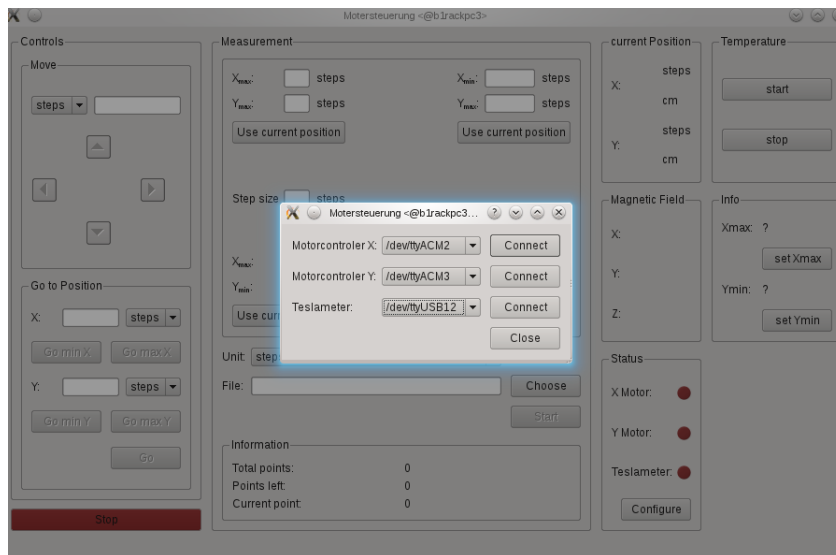 Motersteuerung <@b1rackpc3>
Controls
Move
steps
Go to Position
X: steps
Go min X Go max X
Y: steps
Go min Y Go max Y
Go
Stop
Measurement
Xmax: steps Xmin: steps
Ymax: steps Ymax: steps
Use current position Use current position
Step size steps
Xmax:
Ymin:
Use curr
Unit: step
File: Choose
Start
Information
Total points: 0
Points left: 0
Current point: 0
Motersteuerung <@b1rackpc3... ?
Motorcontroler X: /dev/ttyACM2 Connect
Motorcontroler Y: /dev/ttyACM3 Connect
Teslameter: /dev/ttyUSB12 Connect
Close
current Position
steps
X:
cm
steps
Y:
cm
Magnetic Field
X:
Y:
Z:
Status
X Motor:
Y Motor:
Teslameter:
Configure
Temperature
start
stop
Info
Xmax: ?
set Xmax
Ymin: ?
set Ymin